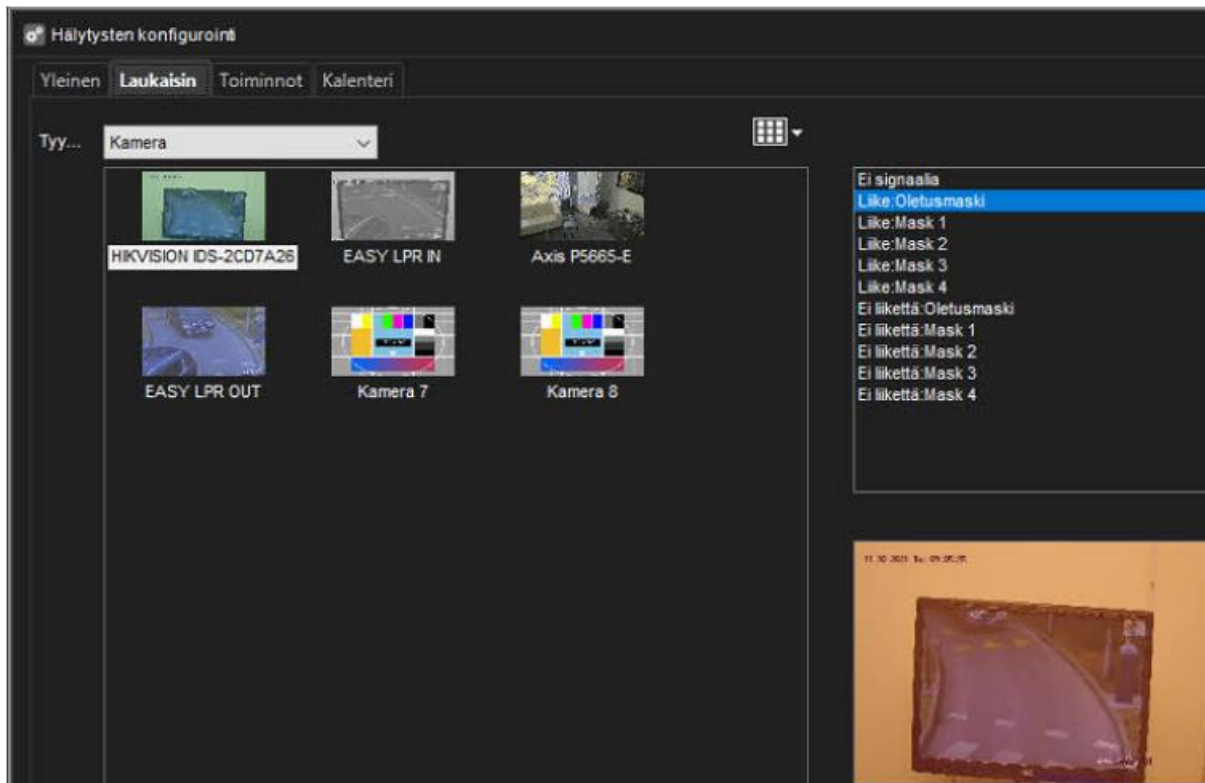 Hälytysten konfigurointi
Yleinen Laukaisin Toiminnot Kalenteri
Tyy... Kamera
HIKVISION IDS-2CD7A26 EASY LPR IN Axis P5665-E
EASY LPR OUT Kamera 7 Kamera 8
Ei signaalia
Liike:Oletusmaski
Liike:Mask 1
Liike:Mask 2
Liike:Mask 3
Liike:Mask 4
Ei liikettä:Oletusmaski
Ei liikettä:Mask 1
Ei liikettä:Mask 2
Ei liikettä:Mask 3
Ei liikettä:Mask 4